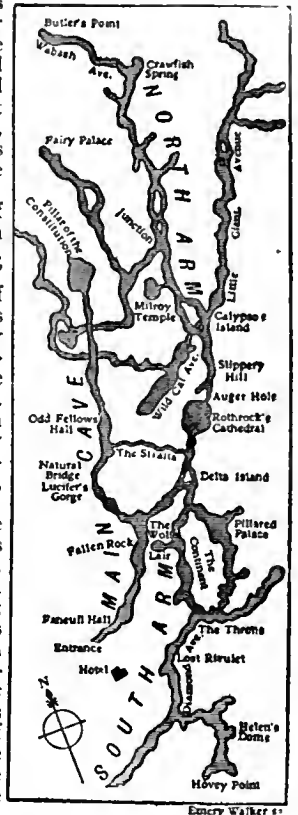 Butler's Point
Wabash
Ave.
Crawfish
Spring
NORTH ARM
Fairy Palace
Pillar of the
Constitution
Junction
Little Giant Avenue
Milroy
Temple
Calypso's
Island
Wild Cat Ave.
Slippery
Hill
Auger Hole
Rothrock's
Cathedral
MAIN CAVE
Odd Fellows
Hall
The Straits
Natural
Bridge
Lucifer's
Gorge
Delta Island
Fallen Rock
The Wolf's
Lair
Pillared
Palace
The
Continent
Faneuil Hall
Entrance
The Throne
Lost Rivulet
Hotel
SOUTH ARM
Diamond Ave.
Helen's
Dome
Hovey Point
N
Emery Walker sc